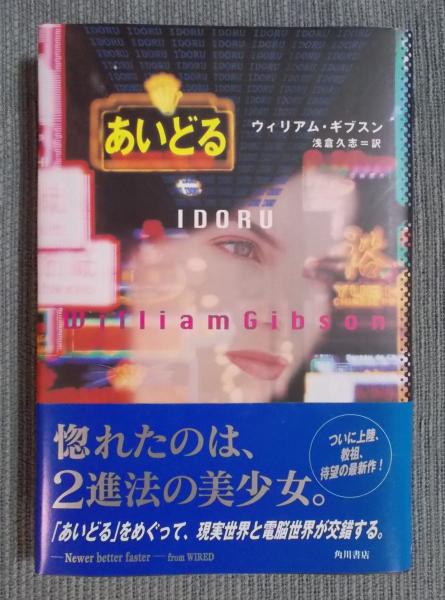 IDORU IDORU IDORU IDORU IDORU
あいどる
ウィリアム・ギブスン
浅倉久志=訳
IDORU
WilliamGibson
惚れたのは、
2進法の美少女。
ついに上陸、
教祖、
待望の最新作!
「あいどる」をめぐって、現実世界と電脳世界が交錯する。
Newer better faster — from WIRED
角川書店